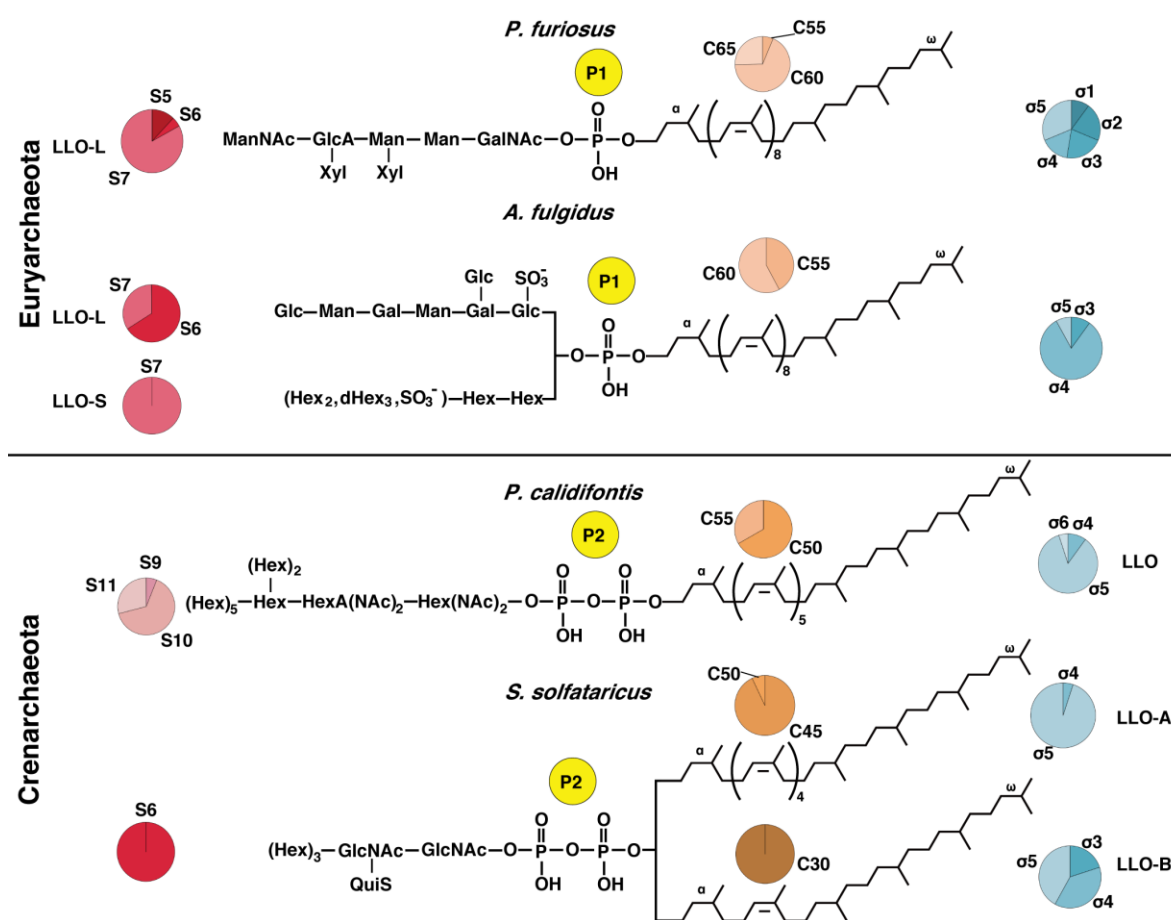 Euryarchaeota
P. furiosus
P1
C65
C55
C60
LLO-L
S5
S6
S7
ManNAc—GlcA—Man—Man—GalNAc—O—P—O
Xyl
Xyl
O
OH
α
8
ω
σ1
σ2
σ3
σ4
σ5
A. fulgidus
P1
C60
C55
LLO-L
S7
S6
LLO-S
S7
Glc
SO₃⁻
Glc—Man—Gal—Man—Gal—Glc
O—P—O
O
OH
(Hex₂,dHex₃,SO₃⁻)—Hex—Hex
α
8
ω
σ5
σ3
σ4
Crenarchaeota
P. calidifontis
P2
C55
C50
S11
S9
S10
(Hex)₂
(Hex)₅—Hex—HexA(NAc)₂—Hex(NAc)₂—O—P—O—P—O
O
O
OH
OH
α
5
ω
σ6
σ4
σ5
LLO
S. solfataricus
P2
C50
C45
α
4
ω
σ4
σ5
LLO-A
S6
(Hex)₃—GlcNAc—GlcNAc—O—P—O—P—O
QuiS
O
O
OH
OH
C30
α
ω
σ5
σ3
σ4
LLO-B